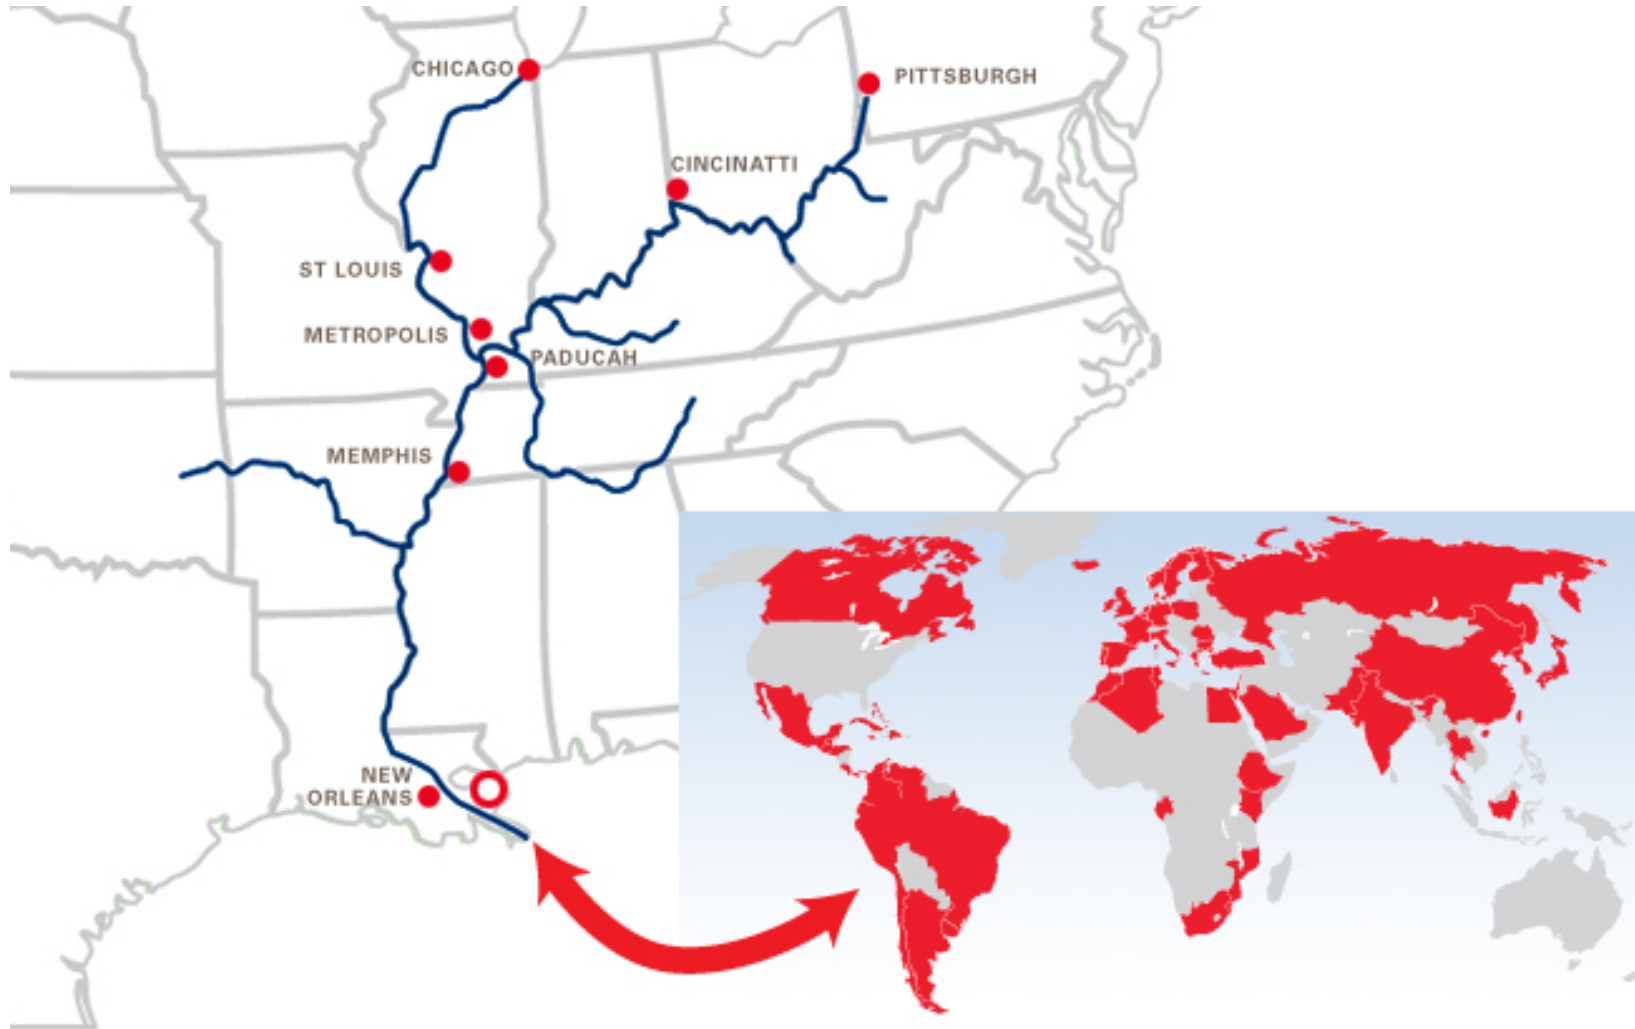 CHICAGO
PITTSBURGH
CINCINATTI
ST LOUIS
METROPOLIS
PADUCAH
MEMPHIS
NEW
ORLEANS